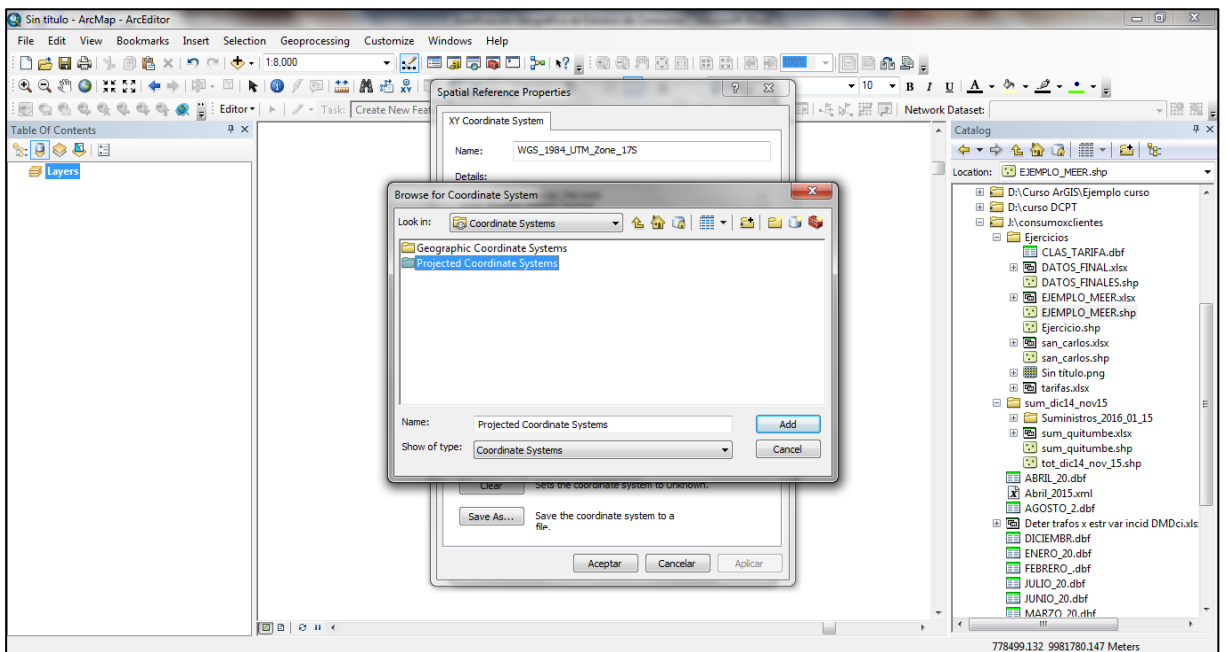 Sin título - ArcMap - ArcEditor
File Edit View Bookmarks Insert Selection Geoprocessing Customize Windows Help
1:8,000
100%
Editor
Task: Create New Feat
10
B I U A
Network Dataset:
Table Of Contents
Layers
Spatial Reference Properties
XY Coordinate System
Name: WGS_1984_UTM_Zone_17S
Details:
Browse for Coordinate System
Look in: Coordinate Systems
Geographic Coordinate Systems
Projected Coordinate Systems
Name: Projected Coordinate Systems
Add
Show of type: Coordinate Systems
Cancel
Clear Sets the coordinate system to Unknown.
Save As... Save the coordinate system to a
file.
Aceptar Cancelar Aplicar
Catalog
Location: EJEMPLO_MEER.shp
D:\Curso ArGIS\Ejemplo curso
D:\curso DCPT
J:\consumoxclientes
Ejercicios
CLAS_TARIFA.dbf
DATOS_FINAL.xlsx
DATOS_FINALES.shp
EJEMPLO_MEER.xlsx
EJEMPLO_MEER.shp
Ejercicio.shp
san_carlos.xlsx
san_carlos.shp
Sin título.png
tarifas.xlsx
sum_dic14_nov15
Suministros_2016_01_15
sum_quitumbe.xlsx
sum_quitumbe.shp
tot_dic14_nov_15.shp
ABRIL_20.dbf
Abril_2015.xml
AGOSTO_2.dbf
Deter trafos x estr var incid DMDci.xls
DICIEMBR.dbf
ENERO_20.dbf
FEBRERO_.dbf
JULIO_20.dbf
JUNIO_20.dbf
MARZO_20.dbf
778499.132 9981780.147 Meters